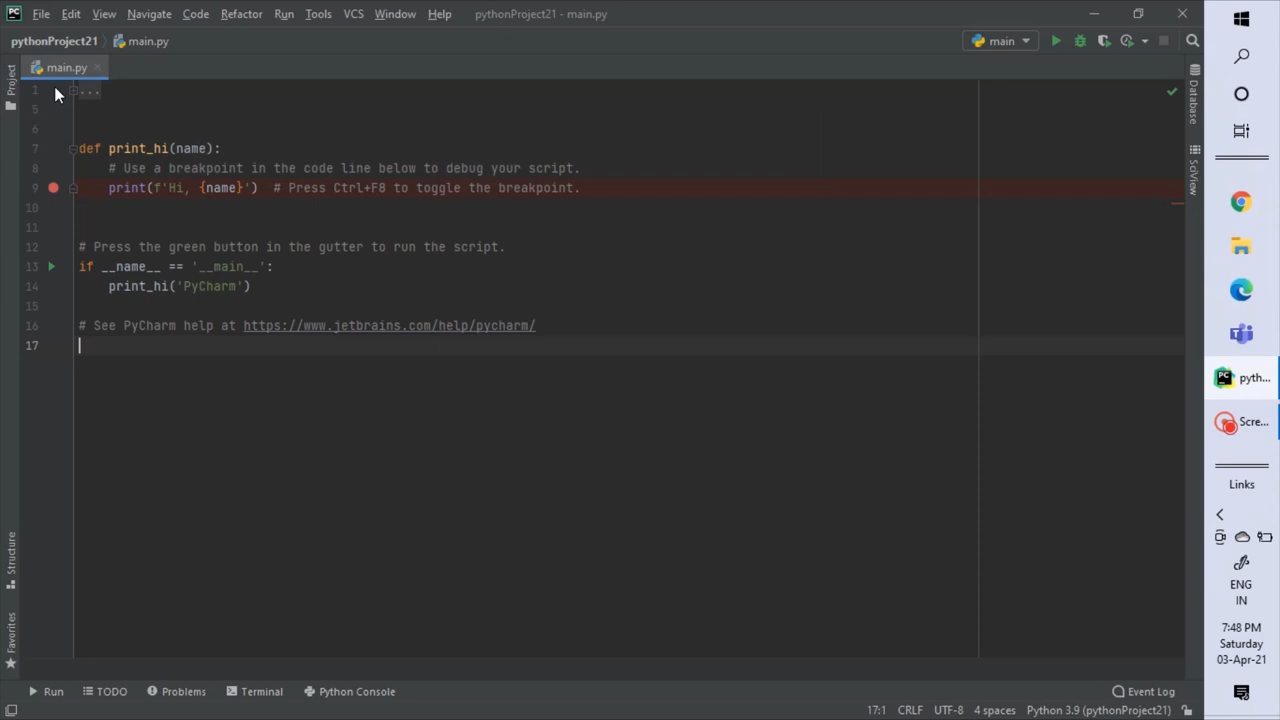 PC File Edit View Navigate Code Refactor Run Tools VCS Window Help pythonProject21 - main.py
pythonProject21 main.py main
main.py
Project
1 ...
5
6
7 def print_hi(name):
8 # Use a breakpoint in the code line below to debug your script.
9 print(f'Hi, {name}') # Press Ctrl+F8 to toggle the breakpoint.
10
11
12 # Press the green button in the gutter to run the script.
13 if __name__ == '__main__':
14 print_hi('PyCharm')
15
16 # See PyCharm help at https://www.jetbrains.com/help/pycharm/
17
Structure
Favorites
Database
SciView
Run TODO Problems Terminal Python Console Event Log
17:1 CRLF UTF-8 4 spaces Python 3.9 (pythonProject21)
PC pyth...
Scre...
Links
ENG
IN
7:48 PM
Saturday
03-Apr-21